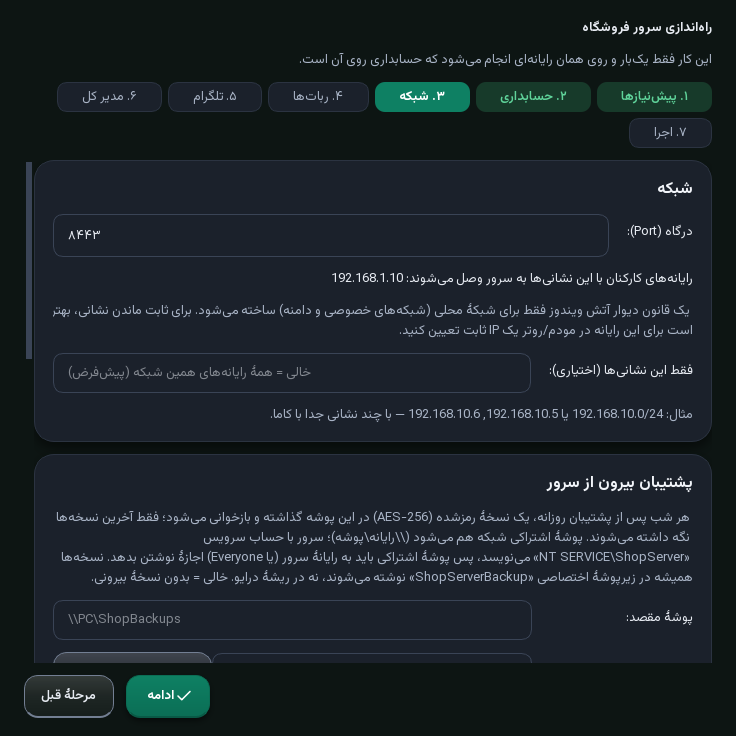 راه‌اندازی سرور فروشگاه
این کار فقط یک‌بار و روی همان رایانه‌ای انجام می‌شود که حسابداری روی آن است.
۱. پیش‌نیازها
۲. حسابداری
۳. شبکه
۴. ربات‌ها
۵. تلگرام
۶. مدیر کل
۷. اجرا
شبکه
درگاه (Port):
۸۴۴۳
رایانه‌های کارکنان با این نشانی‌ها به سرور وصل می‌شوند: 192.168.1.10
یک قانون دیوار آتش ویندوز فقط برای شبکهٔ محلی (شبکه‌های خصوصی و دامنه) ساخته می‌شود. برای ثابت ماندن نشانی، بهتر
است برای این رایانه در مودم/روتر یک IP ثابت تعیین کنید.
فقط این نشانی‌ها (اختیاری):
خالی = همهٔ رایانه‌های همین شبکه (پیش‌فرض)
مثال: 192.168.10.0/24 یا 192.168.10.5, 192.168.10.6 — با چند نشانی جدا با کاما.
پشتیبان بیرون از سرور
هر شب پس از پشتیبان روزانه، یک نسخهٔ رمزشده (AES-256) در این پوشه گذاشته و بازخوانی می‌شود؛ فقط آخرین نسخه‌ها
نگه داشته می‌شوند. پوشهٔ اشتراکی شبکه هم می‌شود (\\رایانه\پوشه)؛ سرور با حساب سرویس
«NT SERVICE\ShopServer» می‌نویسد، پس پوشهٔ اشتراکی باید به رایانهٔ سرور (یا Everyone) اجازهٔ نوشتن بدهد. نسخه‌ها
همیشه در زیرپوشهٔ اختصاصی «ShopServerBackup» نوشته می‌شوند، نه در ریشهٔ درایو. خالی = بدون نسخهٔ بیرونی.
پوشهٔ مقصد:
\\PC\ShopBackups
ادامه
مرحلهٔ قبل